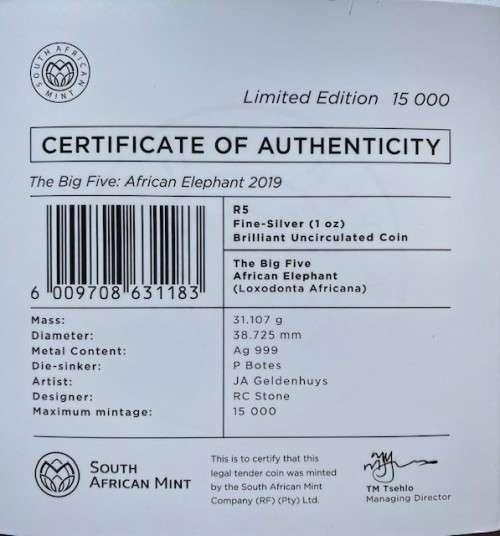 SOUTH AFRICAN MINT
Limited Edition 15 000
CERTIFICATE OF AUTHENTICITY
The Big Five: African Elephant 2019
R5
Fine-Silver (1 oz)
Brilliant Uncirculated Coin
The Big Five
African Elephant
(Loxodonta Africana)
6 009708 631183
Mass: 31.107 g
Diameter: 38.725 mm
Metal Content: Ag 999
Die-sinker: P Botes
Artist: JA Geldenhuys
Designer: RC Stone
Maximum mintage: 15 000
SOUTH
AFRICAN MINT
This is to certify that this
legal tender coin was minted
by the South African Mint
Company (RF) (Pty) Ltd.
TM Tsehlo
Managing Director